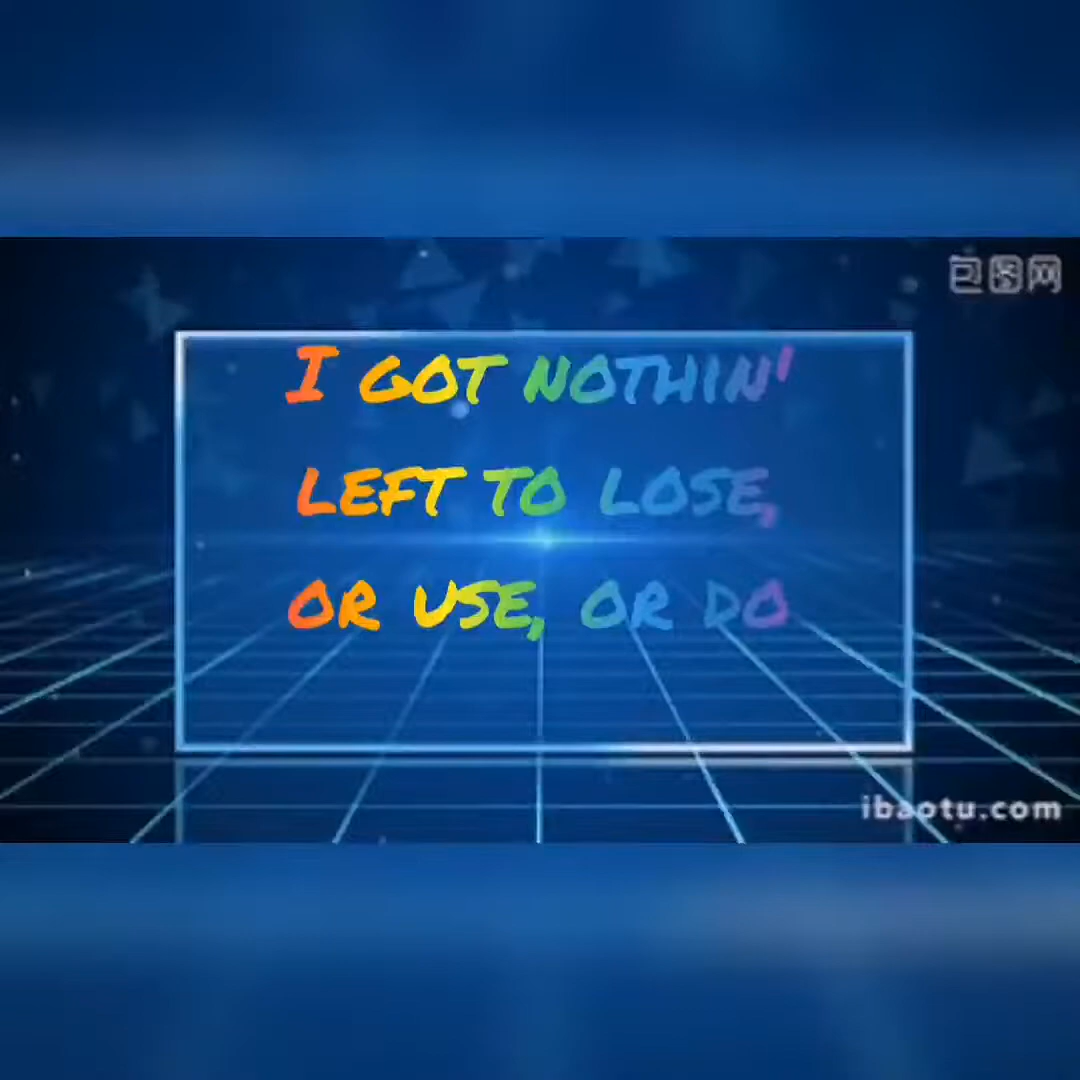 包图网
I GOT NOTHIN'
LEFT TO LOSE,
OR USE, OR DO
ibaotu.com